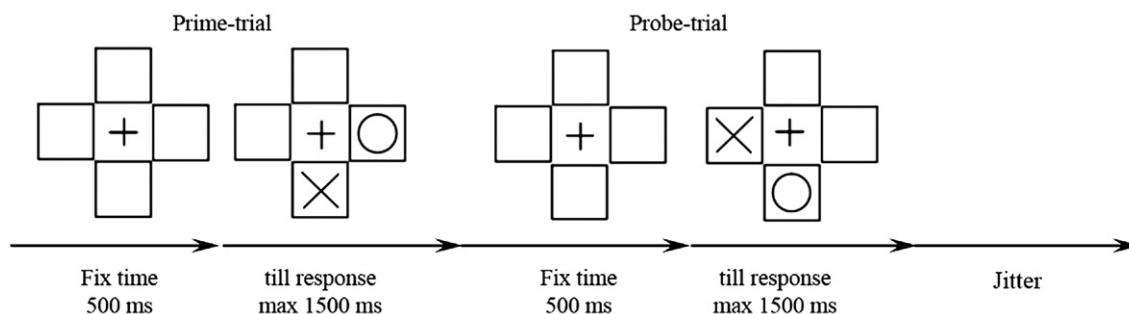 Prime-trial
Probe-trial
Fix time
500 ms
till response
max 1500 ms
Fix time
500 ms
till response
max 1500 ms
Jitter